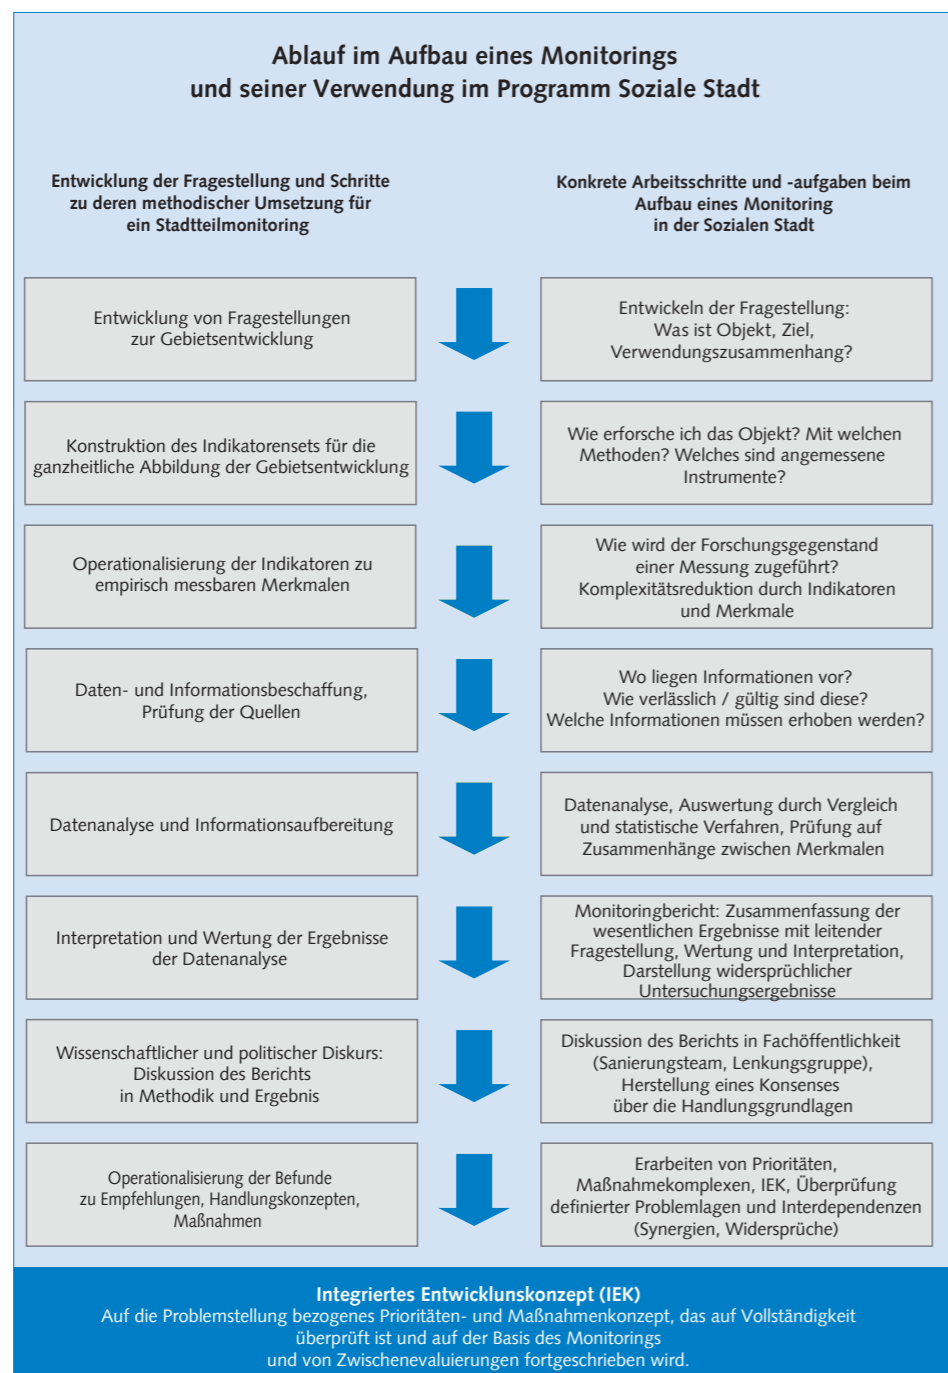 Ablauf im Aufbau eines Monitorings
und seiner Verwendung im Programm Soziale Stadt
Entwicklung der Fragestellung und Schritte
zu deren methodischer Umsetzung für
ein Stadtteilmonitoring
Konkrete Arbeitsschritte und -aufgaben beim
Aufbau eines Monitoring
in der Sozialen Stadt
Entwicklung von Fragestellungen
zur Gebietsentwicklung
Entwickeln der Fragestellung:
Was ist Objekt, Ziel,
Verwendungszusammenhang?
Konstruktion des Indikatorensets für die
ganzheitliche Abbildung der Gebietsentwicklung
Wie erforsche ich das Objekt? Mit welchen
Methoden? Welches sind angemessene
Instrumente?
Operationalisierung der Indikatoren zu
empirisch messbaren Merkmalen
Wie wird der Forschungsgegenstand
einer Messung zugeführt?
Komplexitätsreduktion durch Indikatoren
und Merkmale
Daten- und Informationsbeschaffung,
Prüfung der Quellen
Wo liegen Informationen vor?
Wie verlässlich / gültig sind diese?
Welche Informationen müssen erhoben werden?
Datenanalyse und Informationsaufbereitung
Datenanalyse, Auswertung durch Vergleich
und statistische Verfahren, Prüfung auf
Zusammenhänge zwischen Merkmalen
Interpretation und Wertung der Ergebnisse
der Datenanalyse
Monitoringbericht: Zusammenfassung der
wesentlichen Ergebnisse mit leitender
Fragestellung, Wertung und Interpretation,
Darstellung widersprüchlicher
Untersuchungsergebnisse
Wissenschaftlicher und politischer Diskurs:
Diskussion des Berichts
in Methodik und Ergebnis
Diskussion des Berichts in Fachöffentlichkeit
(Sanierungsteam, Lenkungsgruppe),
Herstellung eines Konsenses
über die Handlungsgrundlagen
Operationalisierung der Befunde
zu Empfehlungen, Handlungskonzepten,
Maßnahmen
Erarbeiten von Prioritäten,
Maßnahmekomplexen, IEK, Überprüfung
definierter Problemlagen und Interdependenzen
(Synergien, Widersprüche)
Integriertes Entwicklunskonzept (IEK)
Auf die Problemstellung bezogenes Prioritäten- und Maßnahmenkonzept, das auf Vollständigkeit
überprüft ist und auf der Basis des Monitorings
und von Zwischenevaluierungen fortgeschrieben wird.